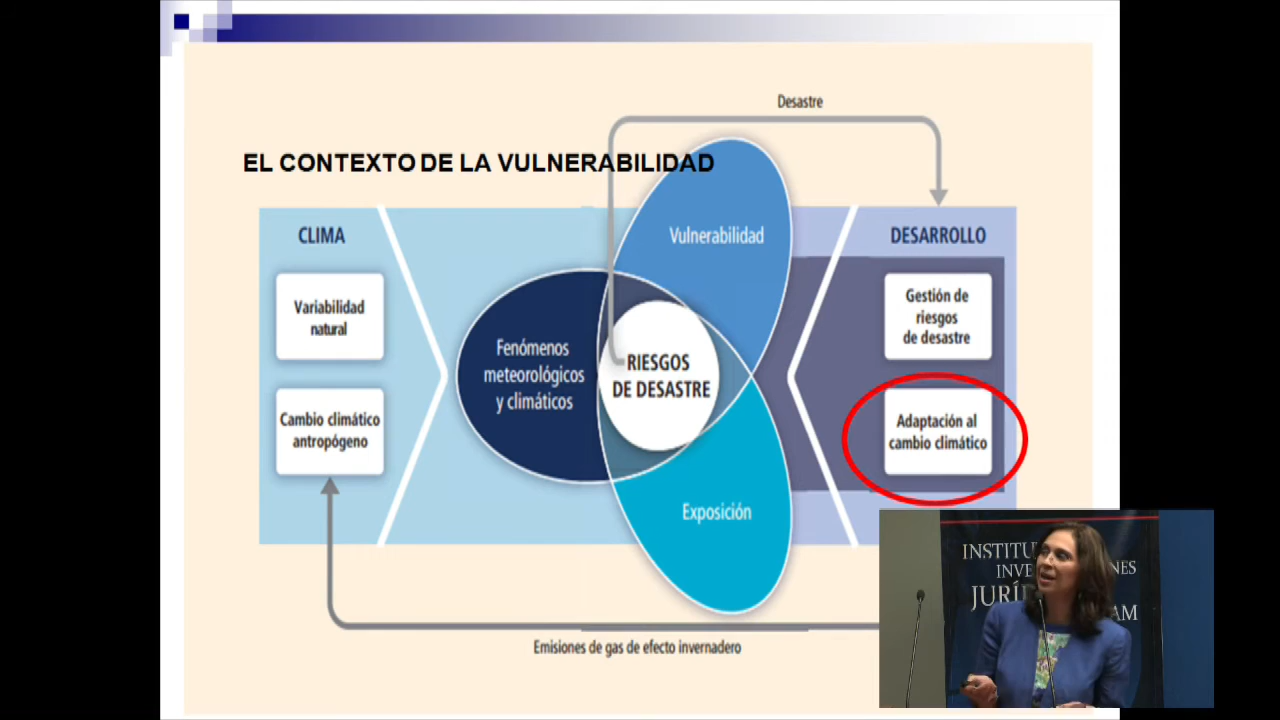 Desastre
EL CONTEXTO DE LA VULNERABILIDAD
CLIMA
Variabilidad
natural
Cambio climático
antropógeno
Vulnerabilidad
Fenómenos
meteorológicos
y climáticos
RIESGOS
DE DESASTRE
Exposición
DESARROLLO
Gestión de
riesgos
de desastre
Adaptación al
cambio climático
Emisiones de gas de efecto invernadero
INSTITU
INVE NES
JURÍ
AM